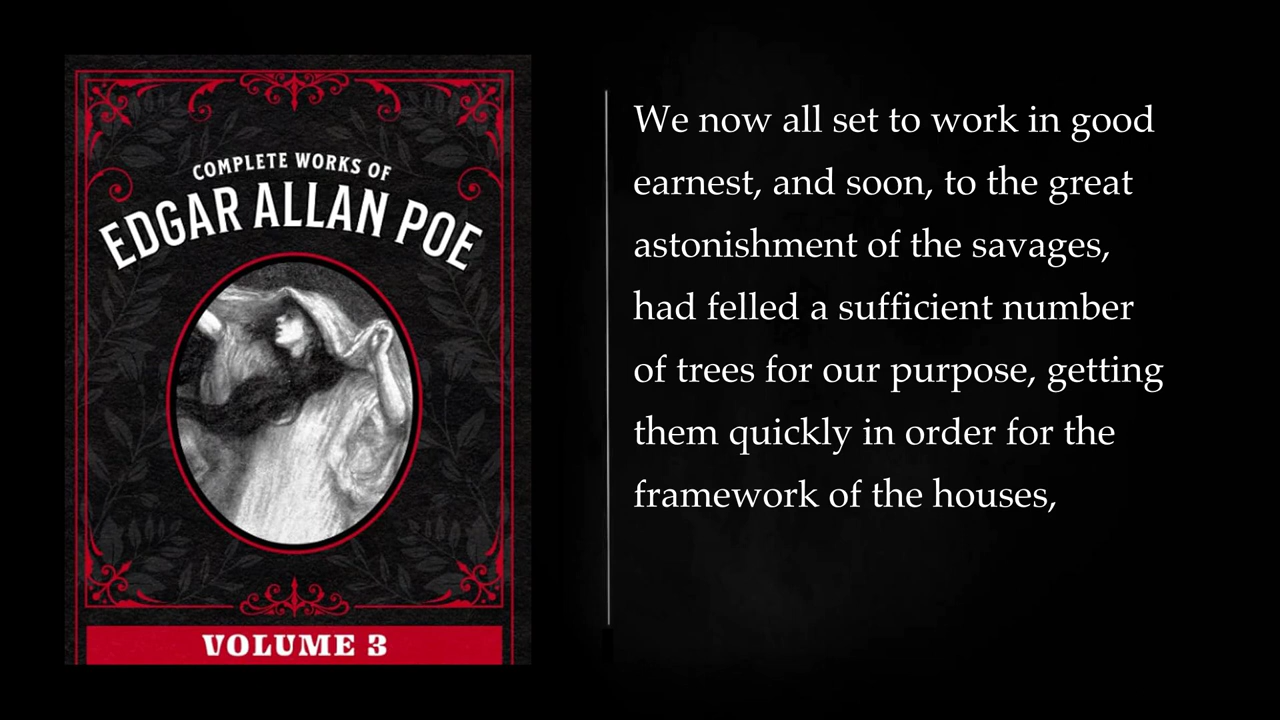 COMPLETE WORKS OF
EDGAR ALLAN POE
VOLUME 3
We now all set to work in good
earnest, and soon, to the great
astonishment of the savages,
had felled a sufficient number
of trees for our purpose, getting
them quickly in order for the
framework of the houses,